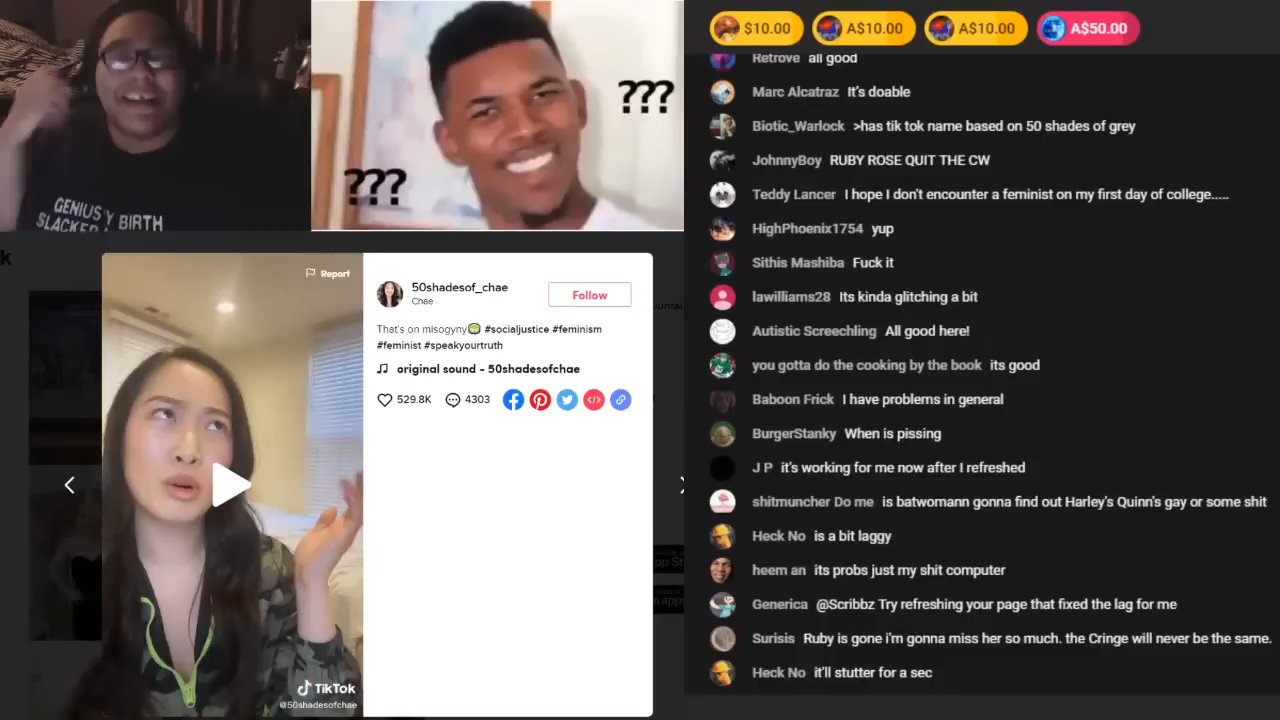 GENIUS BY BIRTH
SLACKER
???
???
k
Report
50shadesof_chae
Chae ·
Follow
That's on misogyny🍵 #socialjustice #feminism
#feminist #speakyourtruth
original sound - 50shadesofchae
529.8K
4303
TikTok
@50shadesofchae
$10.00
A$10.00
A$10.00
A$50.00
Retrove all good
Marc Alcatraz It's doable
Biotic_Warlock >has tik tok name based on 50 shades of grey
JohnnyBoy RUBY ROSE QUIT THE CW
Teddy Lancer I hope I don't encounter a feminist on my first day of college.....
HighPhoenix1754 yup
Sithis Mashiba Fuck it
lawilliams28 Its kinda glitching a bit
Autistic Screechling All good here!
you gotta do the cooking by the book its good
Baboon Frick I have problems in general
BurgerStanky When is pissing
J P it's working for me now after I refreshed
shitmuncher Do me is batwomann gonna find out Harley's Quinn's gay or some shit
Heck No is a bit laggy
heem an its probs just my shit computer
Generica @Scribbz Try refreshing your page that fixed the lag for me
Surisis Ruby is gone i'm gonna miss her so much. the Cringe will never be the same.
Heck No it'll stutter for a sec